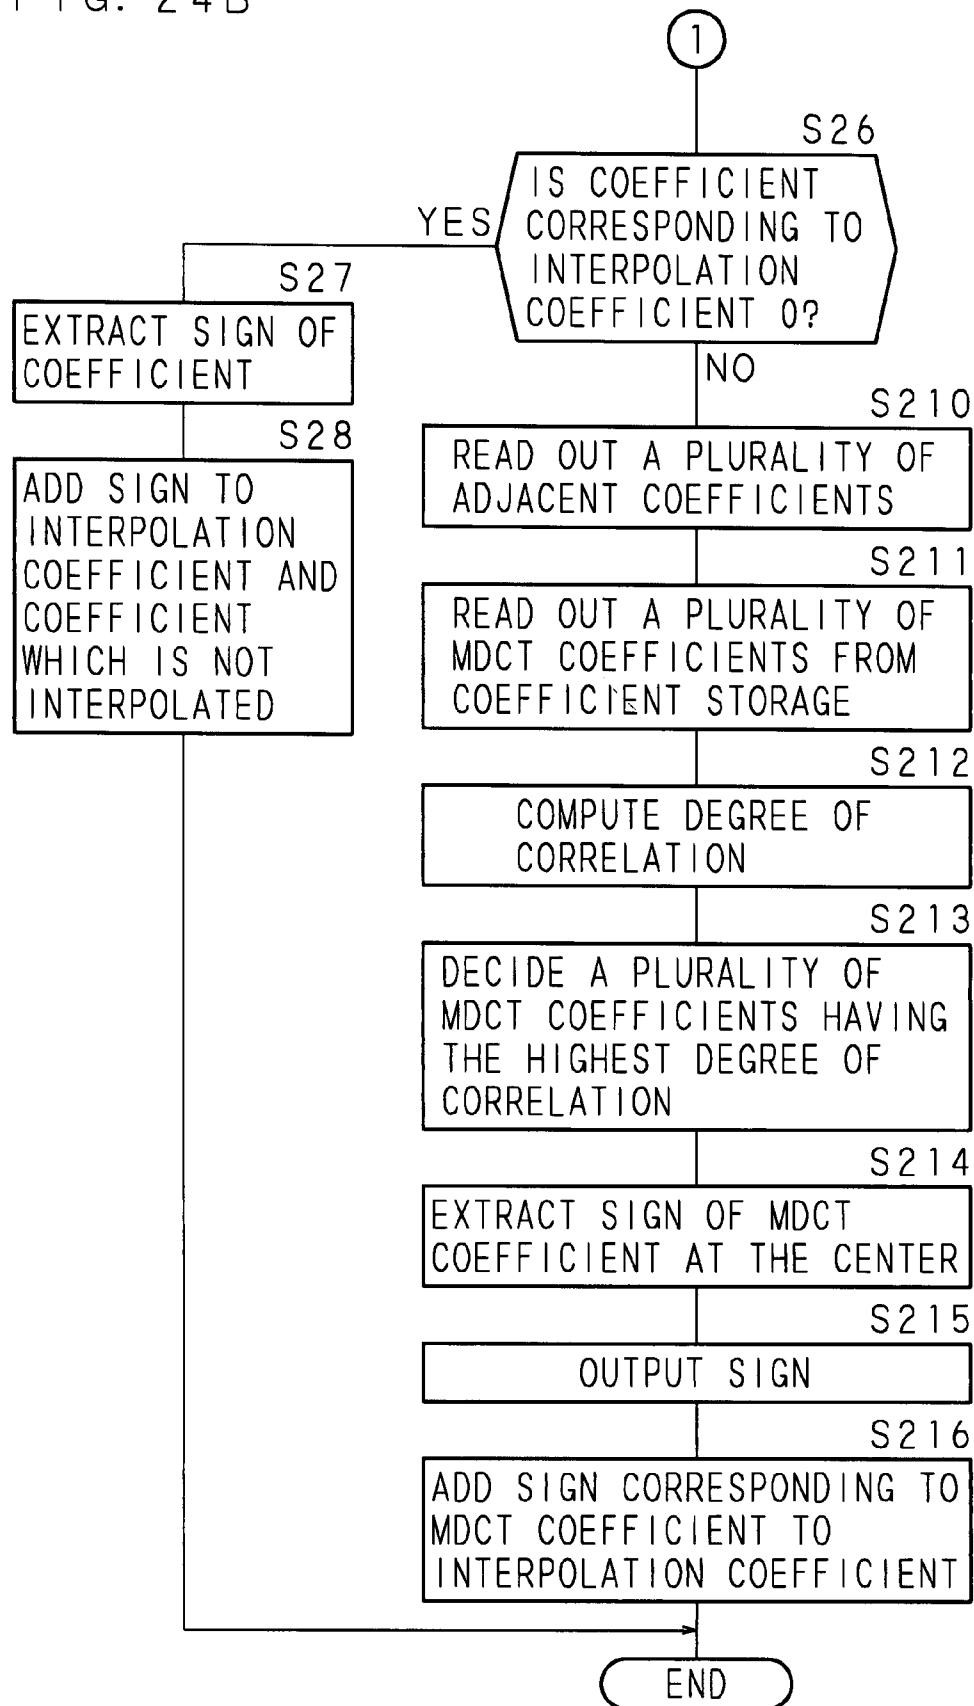 FIG. 24B
1
S26
IS COEFFICIENT
CORRESPONDING TO
INTERPOLATION
COEFFICIENT 0?
YES
NO
S27
EXTRACT SIGN OF
COEFFICIENT
S28
ADD SIGN TO
INTERPOLATION
COEFFICIENT AND
COEFFICIENT
WHICH IS NOT
INTERPOLATED
S210
READ OUT A PLURALITY OF
ADJACENT COEFFICIENTS
S211
READ OUT A PLURALITY OF
MDCT COEFFICIENTS FROM
COEFFICIENT STORAGE
S212
COMPUTE DEGREE OF
CORRELATION
S213
DECIDE A PLURALITY OF
MDCT COEFFICIENTS HAVING
THE HIGHEST DEGREE OF
CORRELATION
S214
EXTRACT SIGN OF MDCT
COEFFICIENT AT THE CENTER
S215
OUTPUT SIGN
S216
ADD SIGN CORRESPONDING TO
MDCT COEFFICIENT TO
INTERPOLATION COEFFICIENT
END